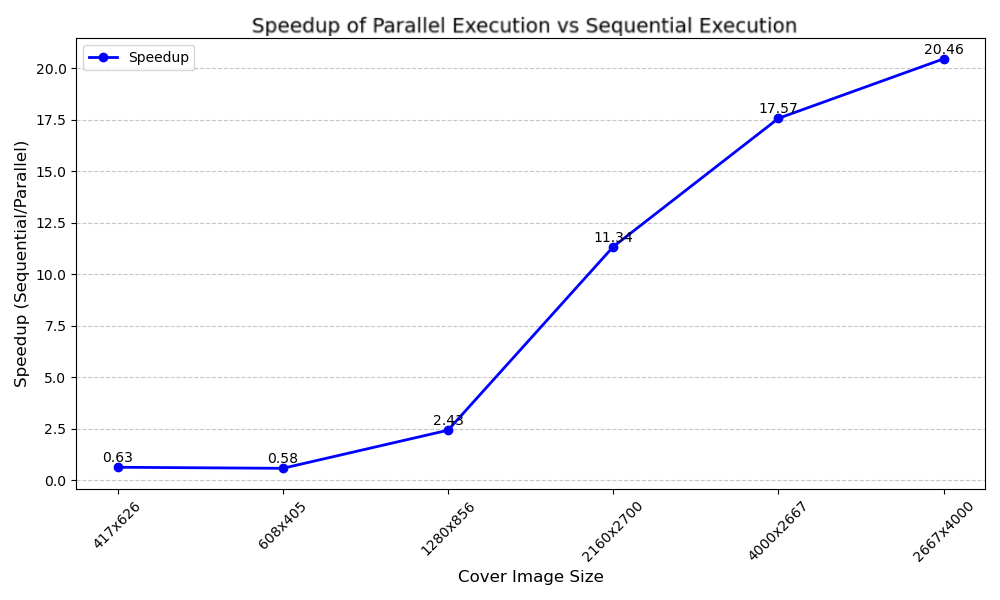 Speedup of Parallel Execution vs Sequential Execution
Speedup
20.0
17.5
15.0
12.5
10.0
7.5
5.0
2.5
0.0
Speedup (Sequential/Parallel)
0.63
0.58
2.43
11.34
17.57
20.46
417x626
608x405
1280x856
2160x2700
4000x2667
2667x4000
Cover Image Size